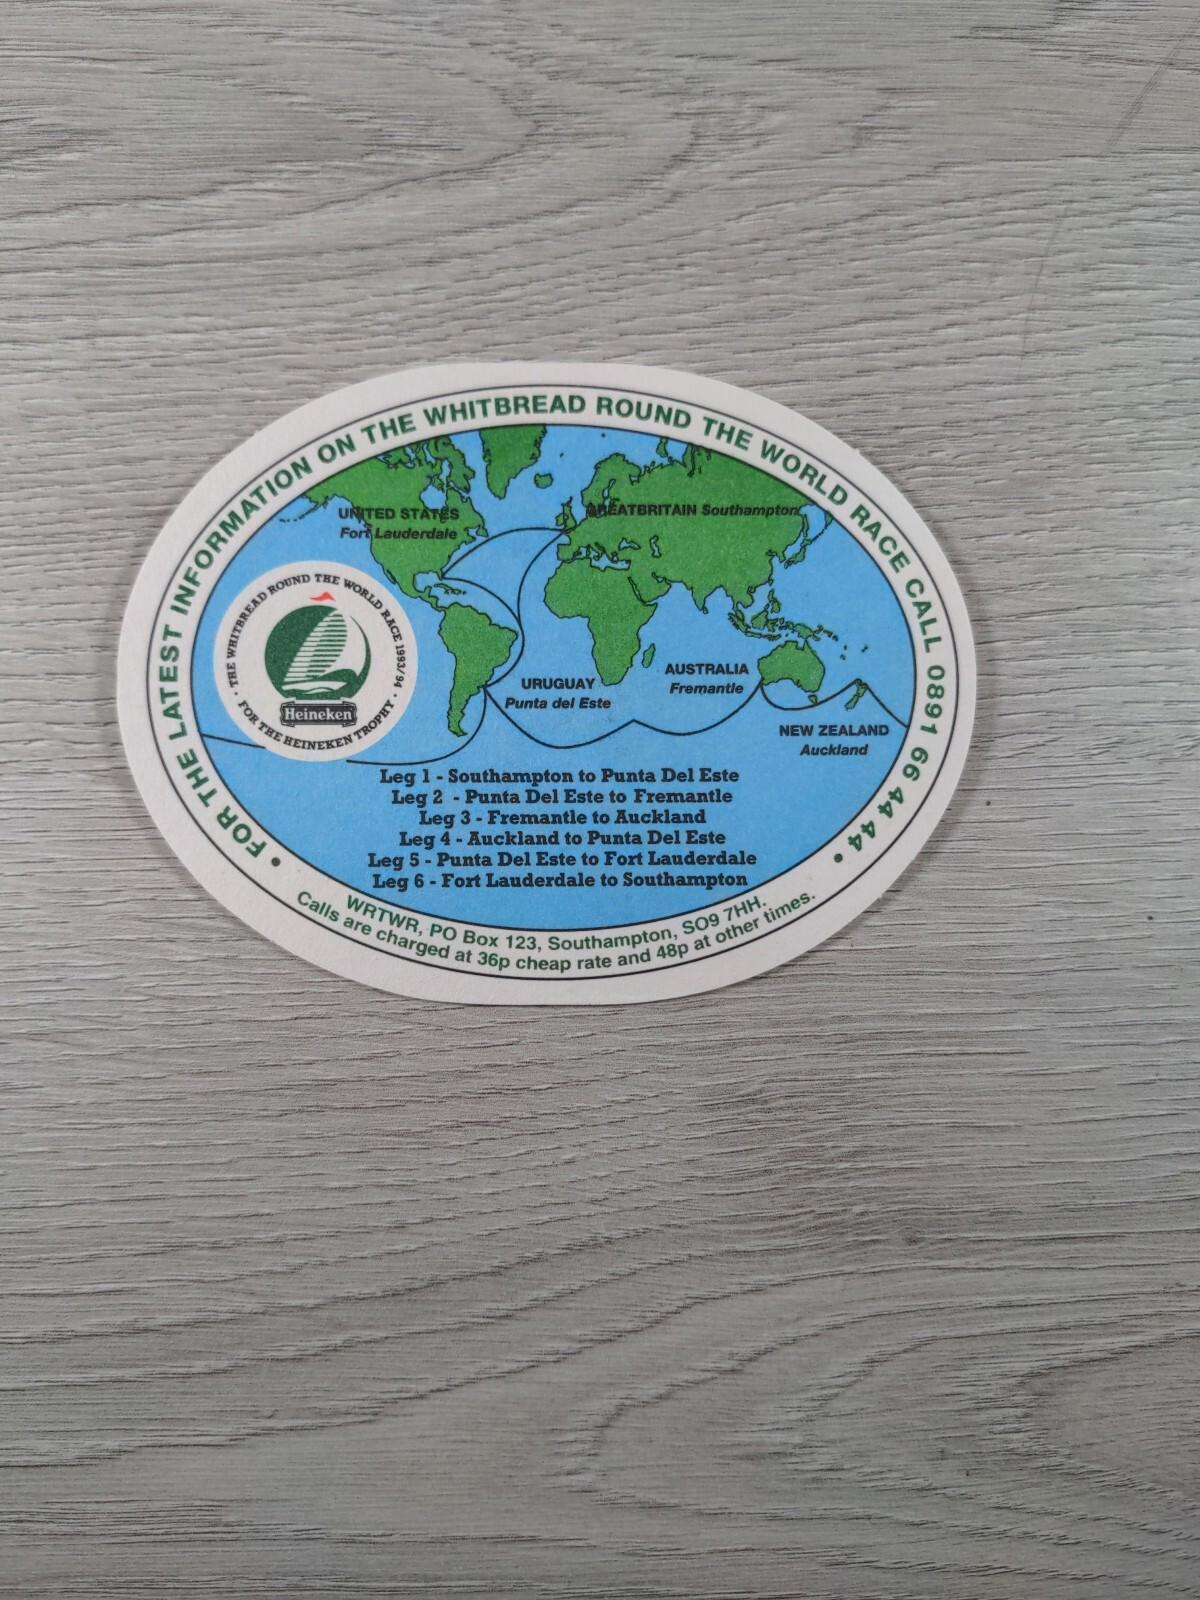 • FOR THE LATEST INFORMATION ON THE WHITBREAD ROUND THE WORLD RACE CALL 0891 66 44 44 •
UNITED STATES
Fort Lauderdale
GREATBRITAIN Southampton
• THE WHITBREAD ROUND THE WORLD RACE 1993/94 •
Heineken
FOR THE HEINEKEN TROPHY
URUGUAY
Punta del Este
AUSTRALIA
Fremantle
NEW ZEALAND
Auckland
Leg 1 - Southampton to Punta Del Este
Leg 2 - Punta Del Este to Fremantle
Leg 3 - Fremantle to Auckland
Leg 4 - Auckland to Punta Del Este
Leg 5 - Punta Del Este to Fort Lauderdale
Leg 6 - Fort Lauderdale to Southampton
WRTWR, PO Box 123, Southampton, SO9 7HH.
Calls are charged at 36p cheap rate and 48p at other times.